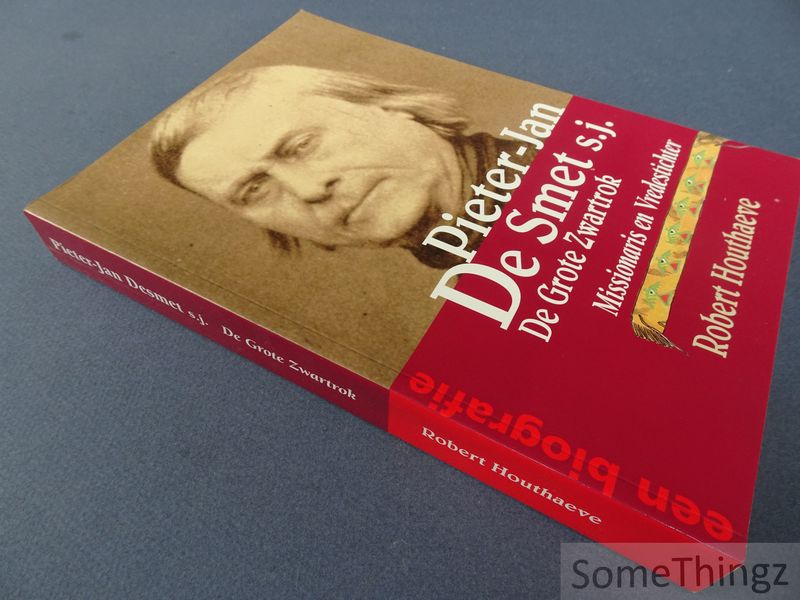 Pieter-Jan
De Smet s.j.
De Grote Zwartrok
Missionaris en Vredestichter
Robert Houthaeve
een biografie
Pieter-Jan Desmet s.j. De Grote Zwartrok
Robert Houthaeve
SomeThingz